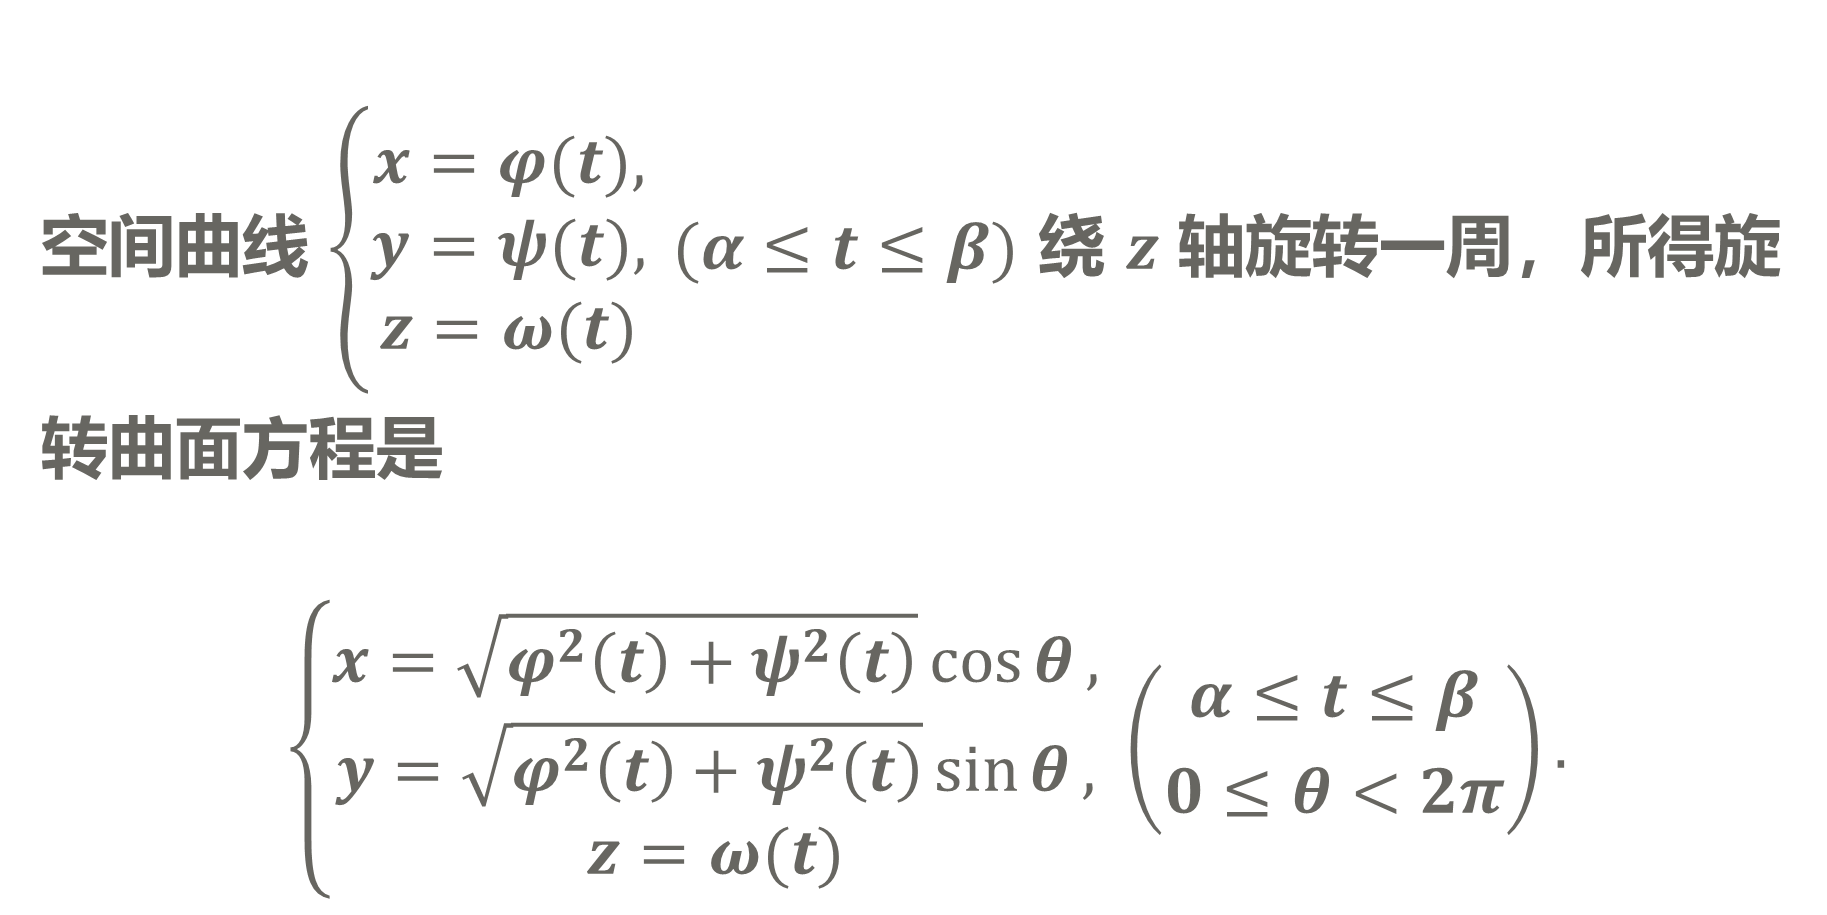 空间曲线 { x = φ(t), y = ψ(t), z = ω(t) (α ≤ t ≤ β) 绕 z 轴旋转一周，所得旋
转曲面方程是
{ x = √(φ²(t) + ψ²(t)) cos θ ,
y = √(φ²(t) + ψ²(t)) sin θ ,
z = ω(t)
(α ≤ t ≤ β
0 ≤ θ < 2π) .